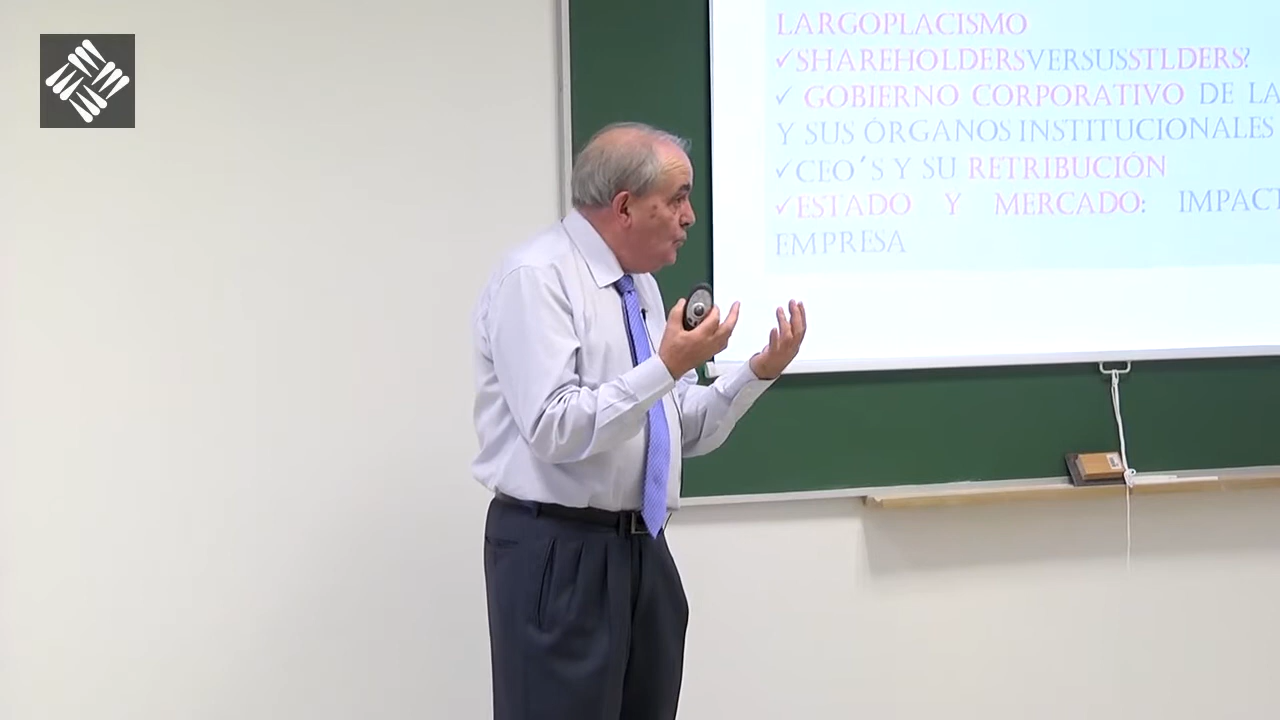 LARGOPLACISMO
✓SHAREHOLDERSVERSUSSTLDERS?
✓ GOBIERNO CORPORATIVO DE LA
Y SUS ÓRGANOS INSTITUCIONALES
✓CEO´S Y SU RETRIBUCIÓN
✓ESTADO Y MERCADO: IMPACT
EMPRESA